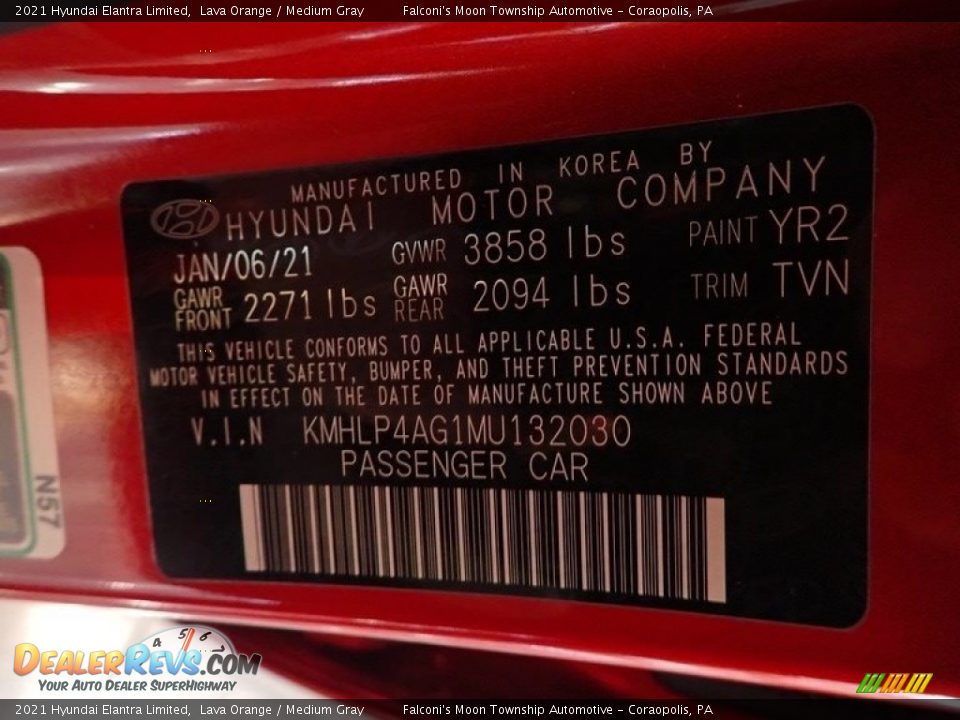 2021 Hyundai Elantra Limited, Lava Orange / Medium Gray Falconi's Moon Township Automotive - Coraopolis, PA
MANUFACTURED IN KOREA BY
HYUNDAI MOTOR COMPANY
JAN/06/21 GVWR 3858 lbs PAINT YR2
GAWR FRONT 2271 lbs GAWR REAR 2094 lbs TRIM TVN
THIS VEHICLE CONFORMS TO ALL APPLICABLE U.S.A. FEDERAL
MOTOR VEHICLE SAFETY, BUMPER, AND THEFT PREVENTION STANDARDS
IN EFFECT ON THE DATE OF MANUFACTURE SHOWN ABOVE
V.I.N KMHLP4AG1MU132030
PASSENGER CAR
N57
4 5 6
DEALERREVS.COM
YOUR AUTO DEALER SUPERHIGHWAY
2021 Hyundai Elantra Limited, Lava Orange / Medium Gray Falconi's Moon Township Automotive - Coraopolis, PA